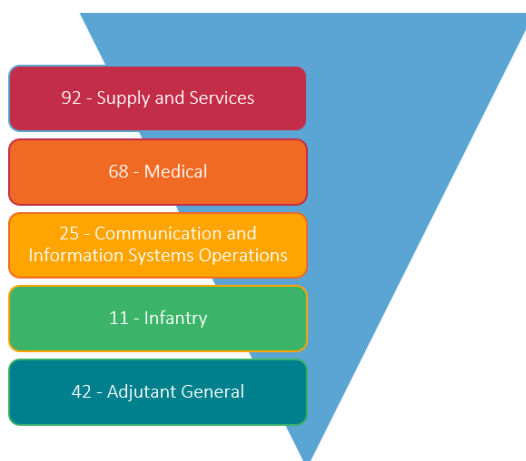 92 - Supply and Services
68 - Medical
25 - Communication and
Information Systems Operations
11 - Infantry
42 - Adjutant General